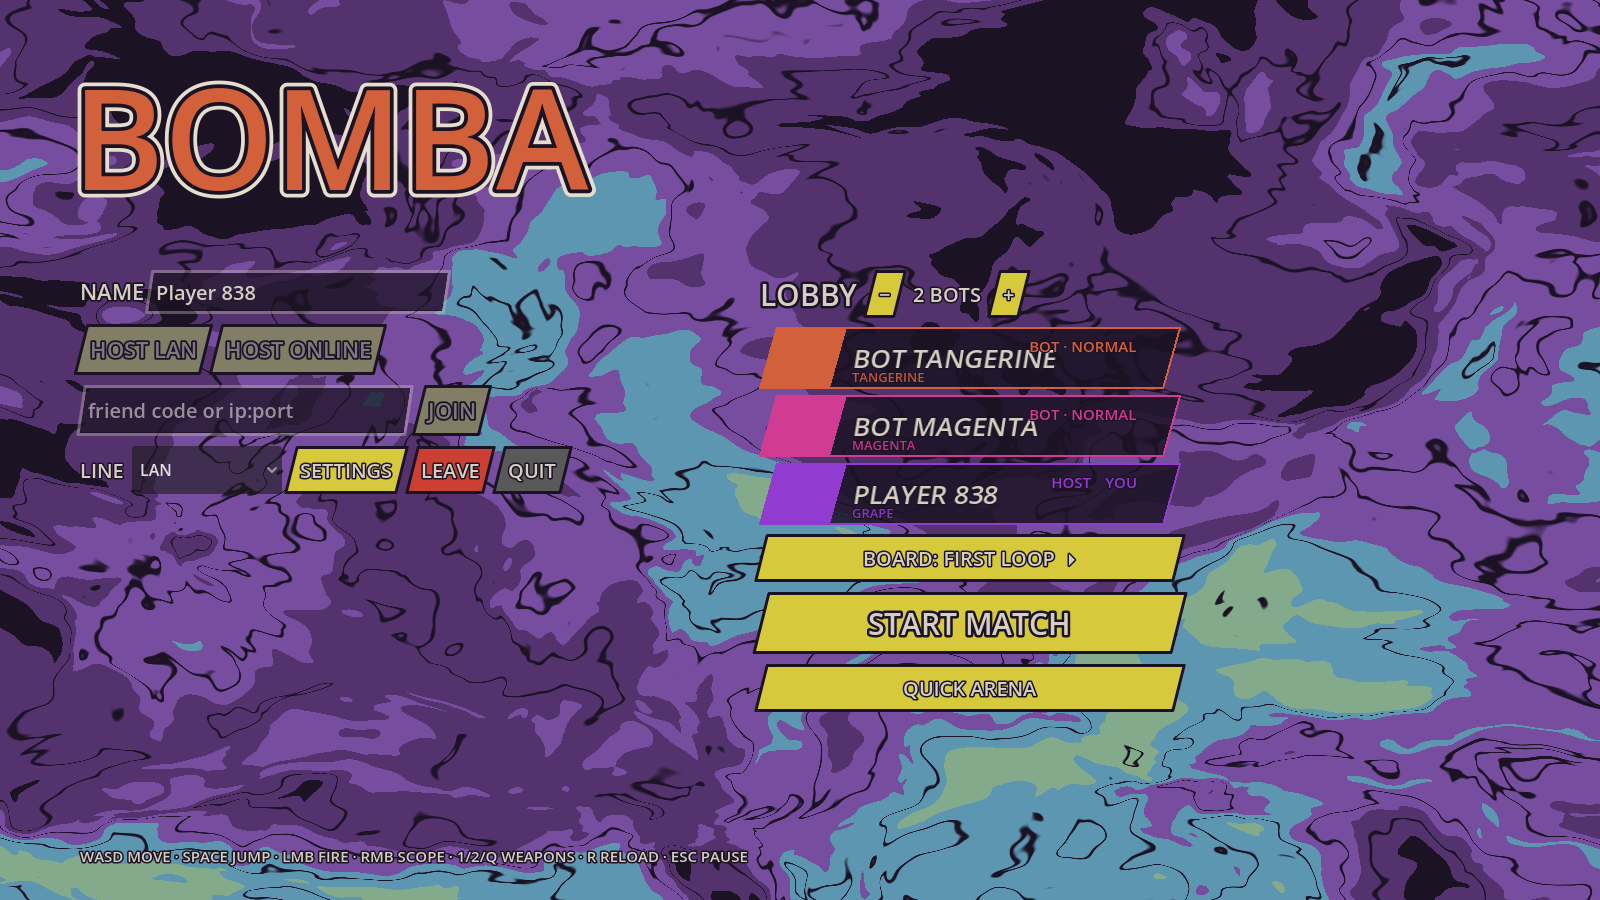 BOMBA
NAME Player 838
HOST LAN HOST ONLINE
friend code or ip:port JOIN
LINE LAN SETTINGS LEAVE QUIT
LOBBY - 2 BOTS +
BOT TANGERINE BOT · NORMAL
TANGERINE
BOT MAGENTA BOT · NORMAL
MAGENTA
PLAYER 838 HOST YOU
GRAPE
BOARD: FIRST LOOP
START MATCH
QUICK ARENA
WASD MOVE · SPACE JUMP · LMB FIRE · RMB SCOPE · 1/2/Q WEAPONS · R RELOAD · ESC PAUSE